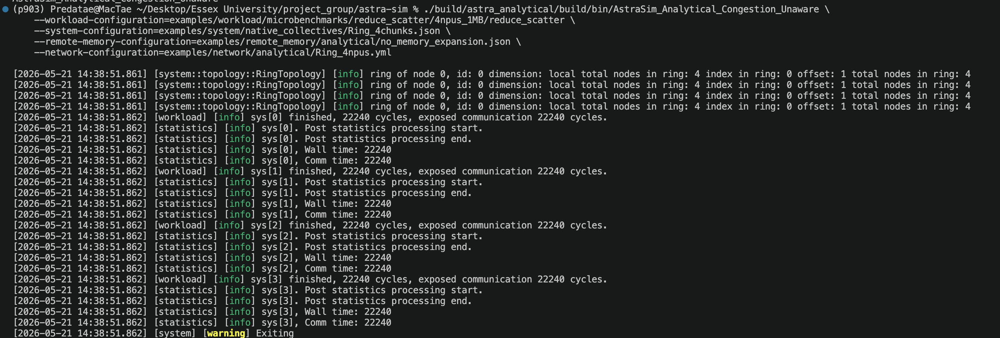 AstraSim_Analytical_Congestion_Unaware
(p903) Predatae@MacTae ~/Desktop/Essex University/project_group/astra-sim % ./build/astra_analytical/build/bin/AstraSim_Analytical_Congestion_Unaware \
--workload-configuration=examples/workload/microbenchmarks/reduce_scatter/4npus_1MB/reduce_scatter \
--system-configuration=examples/system/native_collectives/Ring_4chunks.json \
--remote-memory-configuration=examples/remote_memory/analytical/no_memory_expansion.json \
--network-configuration=examples/network/analytical/Ring_4npus.yml
[2026-05-21 14:38:51.861] [system::topology::RingTopology] [info] ring of node 0, id: 0 dimension: local total nodes in ring: 4 index in ring: 0 offset: 1 total nodes in ring: 4
[2026-05-21 14:38:51.861] [system::topology::RingTopology] [info] ring of node 0, id: 0 dimension: local total nodes in ring: 4 index in ring: 0 offset: 1 total nodes in ring: 4
[2026-05-21 14:38:51.861] [system::topology::RingTopology] [info] ring of node 0, id: 0 dimension: local total nodes in ring: 4 index in ring: 0 offset: 1 total nodes in ring: 4
[2026-05-21 14:38:51.861] [system::topology::RingTopology] [info] ring of node 0, id: 0 dimension: local total nodes in ring: 4 index in ring: 0 offset: 1 total nodes in ring: 4
[2026-05-21 14:38:51.862] [workload] [info] sys[0] finished, 22240 cycles, exposed communication 22240 cycles.
[2026-05-21 14:38:51.862] [statistics] [info] sys[0]. Post statistics processing start.
[2026-05-21 14:38:51.862] [statistics] [info] sys[0]. Post statistics processing end.
[2026-05-21 14:38:51.862] [statistics] [info] sys[0], Wall time: 22240
[2026-05-21 14:38:51.862] [statistics] [info] sys[0], Comm time: 22240
[2026-05-21 14:38:51.862] [workload] [info] sys[1] finished, 22240 cycles, exposed communication 22240 cycles.
[2026-05-21 14:38:51.862] [statistics] [info] sys[1]. Post statistics processing start.
[2026-05-21 14:38:51.862] [statistics] [info] sys[1]. Post statistics processing end.
[2026-05-21 14:38:51.862] [statistics] [info] sys[1], Wall time: 22240
[2026-05-21 14:38:51.862] [statistics] [info] sys[1], Comm time: 22240
[2026-05-21 14:38:51.862] [workload] [info] sys[2] finished, 22240 cycles, exposed communication 22240 cycles.
[2026-05-21 14:38:51.862] [statistics] [info] sys[2]. Post statistics processing start.
[2026-05-21 14:38:51.862] [statistics] [info] sys[2]. Post statistics processing end.
[2026-05-21 14:38:51.862] [statistics] [info] sys[2], Wall time: 22240
[2026-05-21 14:38:51.862] [statistics] [info] sys[2], Comm time: 22240
[2026-05-21 14:38:51.862] [workload] [info] sys[3] finished, 22240 cycles, exposed communication 22240 cycles.
[2026-05-21 14:38:51.862] [statistics] [info] sys[3]. Post statistics processing start.
[2026-05-21 14:38:51.862] [statistics] [info] sys[3]. Post statistics processing end.
[2026-05-21 14:38:51.862] [statistics] [info] sys[3], Wall time: 22240
[2026-05-21 14:38:51.862] [statistics] [info] sys[3], Comm time: 22240
[2026-05-21 14:38:51.862] [system] [warning] Exiting